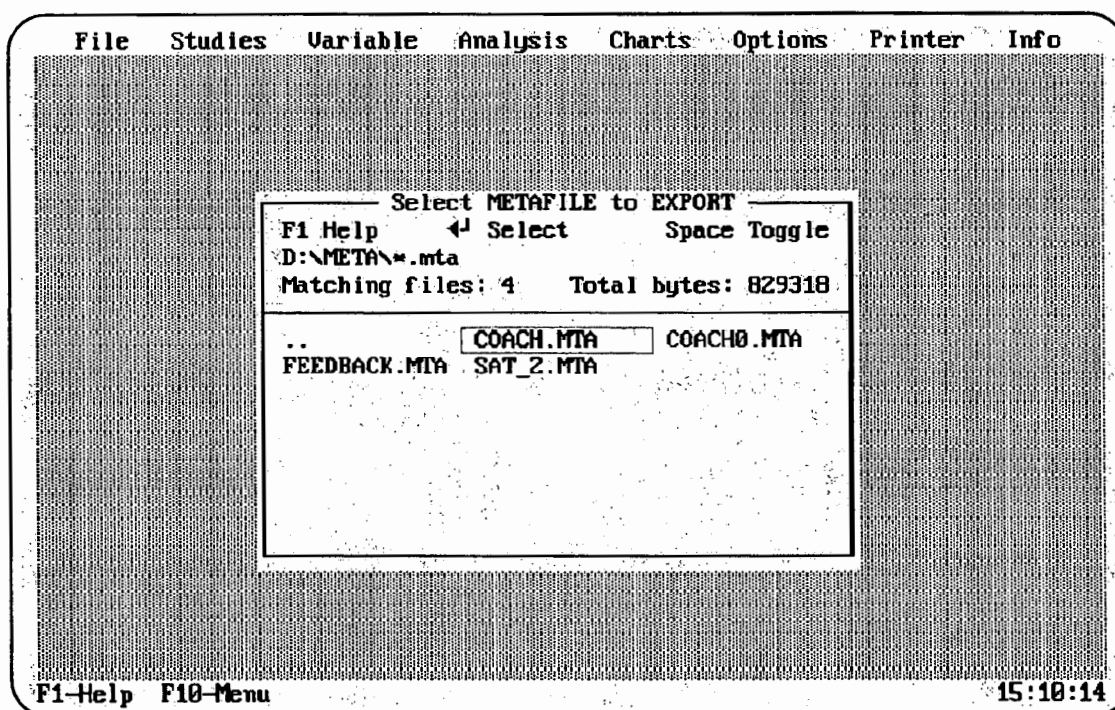 File Studies Variable Analysis Charts Options Printer Info
Select METAFILE to EXPORT
F1 Help ◄┘ Select Space Toggle
D:\META\*.mta
Matching files: 4 Total bytes: 829318
.. COACH.MTA COACH0.MTA
FEEDBACK.MTA SAT_2.MTA
F1-Help F10-Menu 15:10:14